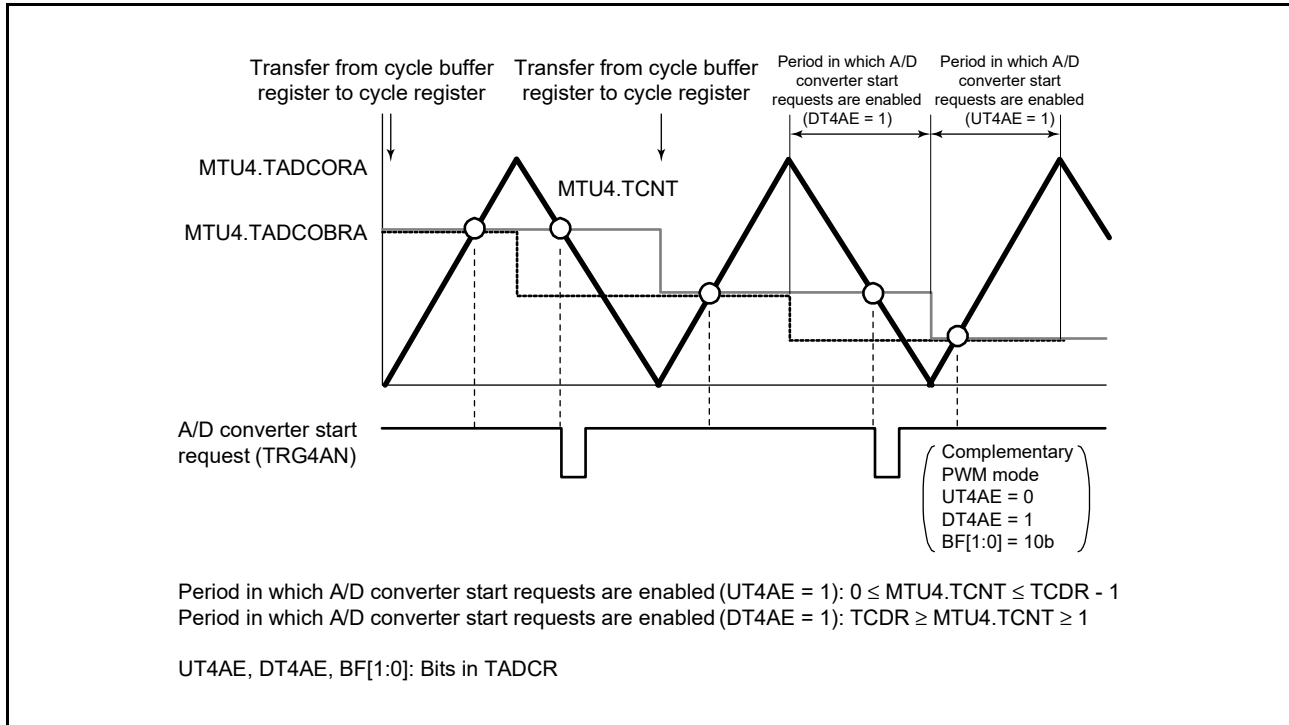 Transfer from cycle buffer
register to cycle register
Transfer from cycle buffer
register to cycle register
Period in which A/D
converter start
requests are enabled
(DT4AE = 1)
Period in which A/D
converter start
requests are enabled
(UT4AE = 1)
MTU4.TADCORA
MTU4.TCNT
MTU4.TADCOBRA
A/D converter start
request (TRG4AN)
Complementary
PWM mode
UT4AE = 0
DT4AE = 1
BF[1:0] = 10b
Period in which A/D converter start requests are enabled (UT4AE = 1): 0 ≤ MTU4.TCNT ≤ TCDR - 1
Period in which A/D converter start requests are enabled (DT4AE = 1): TCDR ≥ MTU4.TCNT ≥ 1
UT4AE, DT4AE, BF[1:0]: Bits in TADCR